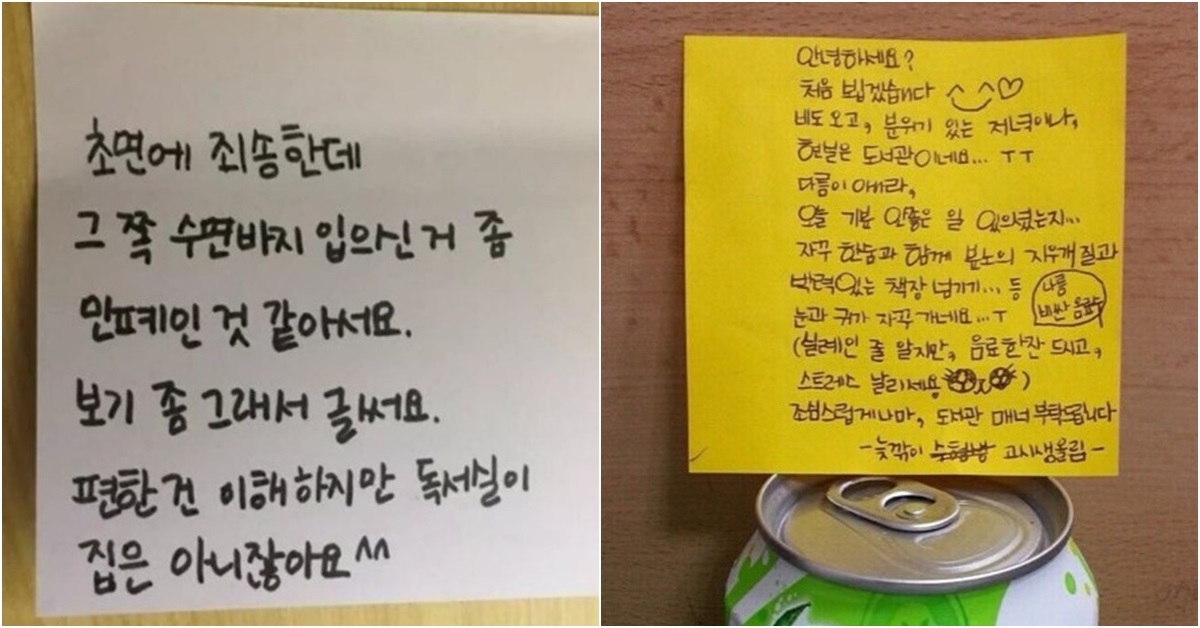 초면에 죄송한데
그 쪽 수면바지 입으신거 좀
민폐인 것 같아서요.
보기 좀 그래서 글써요.
편한건 이해하지만 독서실이
집은 아니잖아요^^
안녕하세요?
처음 뵙겠습니다 ^_^♡
비도 오고, 분위기 있는 저녁이나,
현실은 도서관이네요... ㅜㅜ
다름이 아니라,
오늘 기분 안좋은 일 있으셨는지...
자꾸 한숨과 함께 분노의 지우개질과
박력있는 책장 넘기기... 등
눈과 귀가 자꾸 가네요...ㅜ
나름
비싼 음료수
(실례인 줄 알지만, 음료한잔 드시고,
스트레스 날리세요)
조심스럽게나마, 도서관 매너 부탁드립니다
-늦깎이 고시생올림-